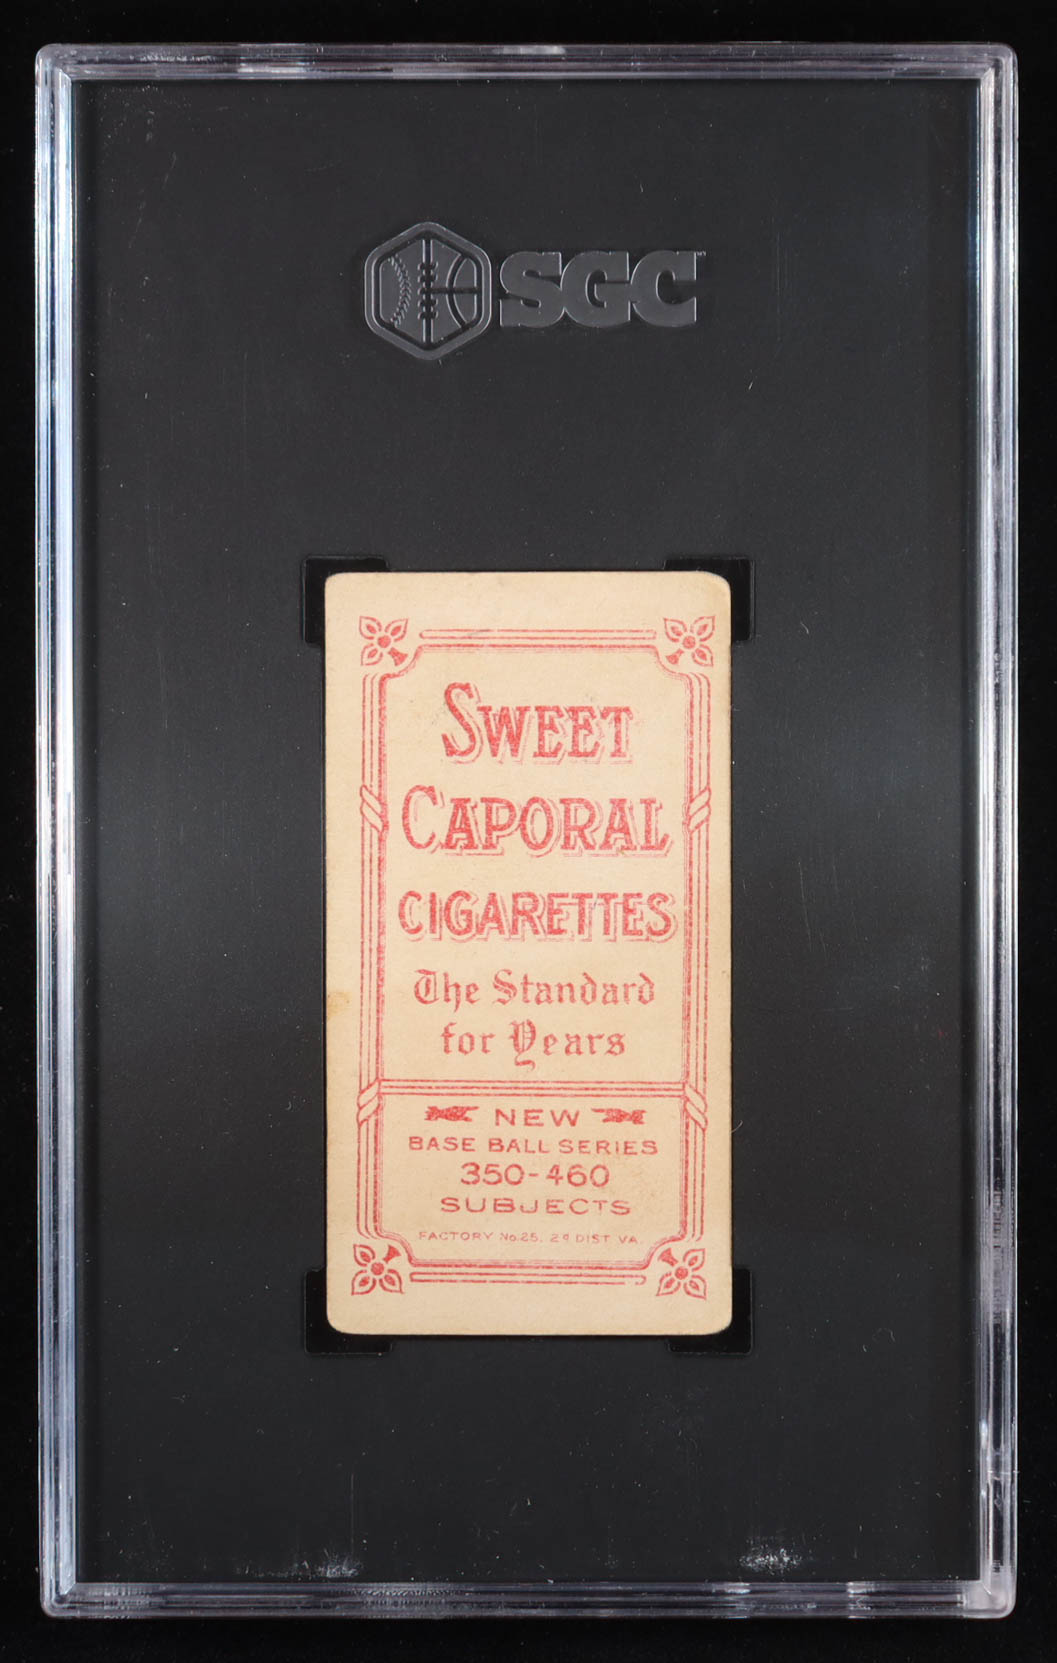 SGC
SWEET
CAPORAL
CIGARETTES
The Standard
for Years
NEW
BASE BALL SERIES
350-460
SUBJECTS
FACTORY No. 25, 2d DIST VA.